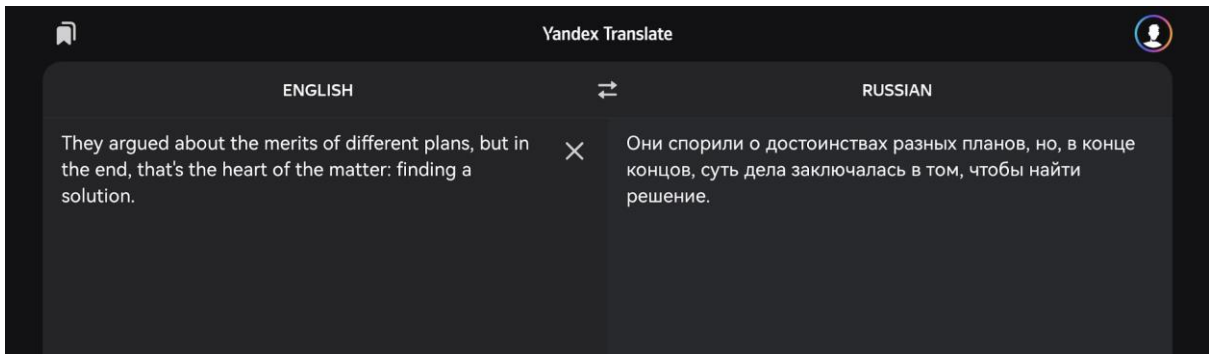 Yandex Translate
ENGLISH
RUSSIAN
They argued about the merits of different plans, but in
the end, that's the heart of the matter: finding a
solution.
Они спорили о достоинствах разных планов, но, в конце
концов, суть дела заключалась в том, чтобы найти
решение.